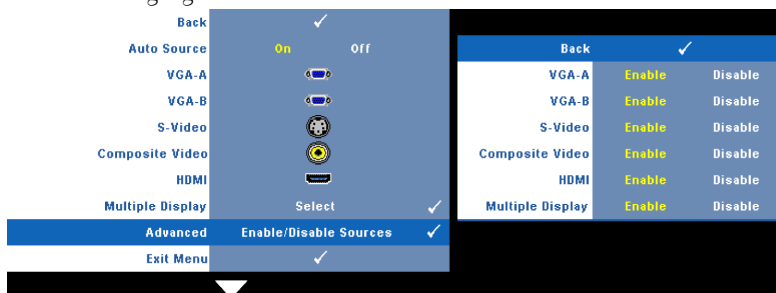 Back
Auto Source On Off
VGA-A
VGA-B
S-Video
Composite Video
HDMI
Multiple Display Select
Advanced Enable/Disable Sources
Exit Menu
Back
VGA-A Enable Disable
VGA-B Enable Disable
S-Video Enable Disable
Composite Video Enable Disable
HDMI Enable Disable
Multiple Display Enable Disable